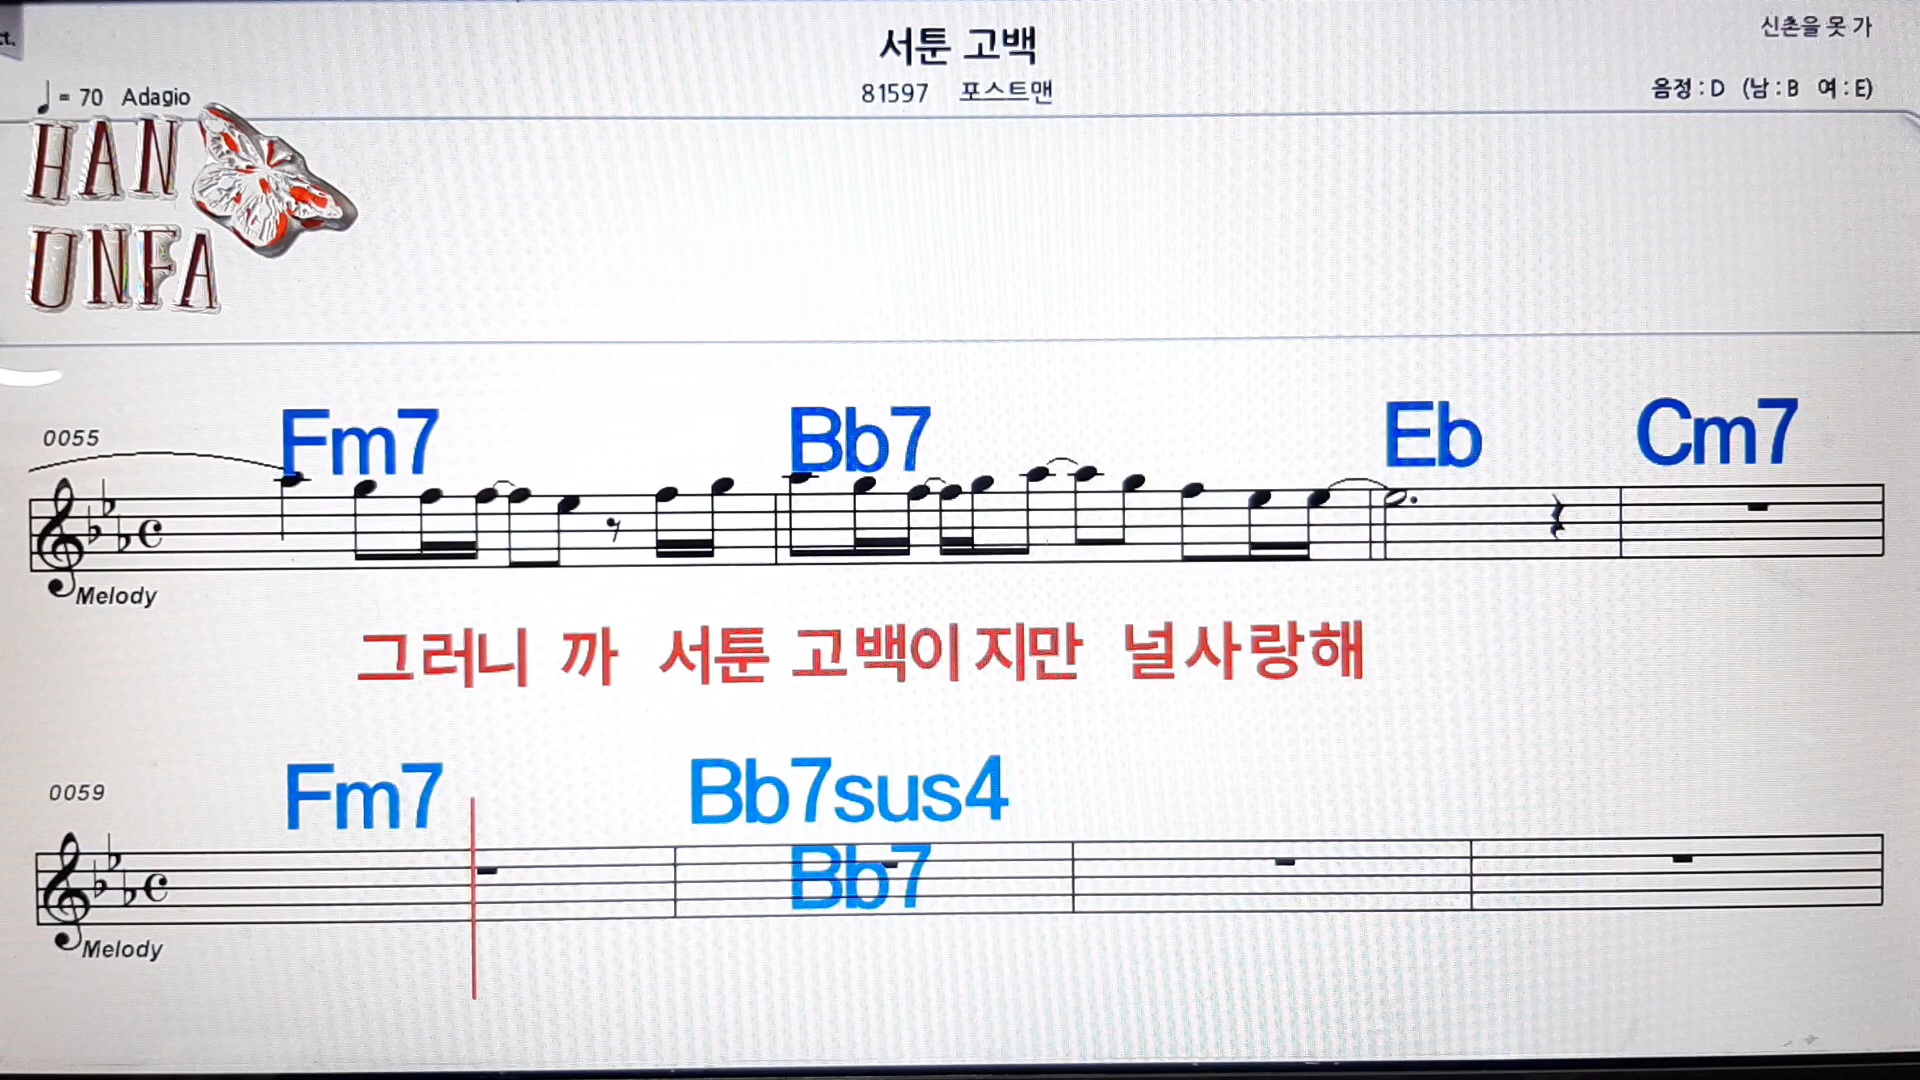 ct.
서툰 고백
신촌을 못 가
= 70 Adagio
81597 포스트맨
음정 : D (남 : B 여 : E)
HAN
UNFA
Fm7 Bb7 Eb Cm7
0055
Melody
그러니 까 서툰 고백이지만 널사랑해
Fm7 Bb7sus4
0059
Bb7
Melody